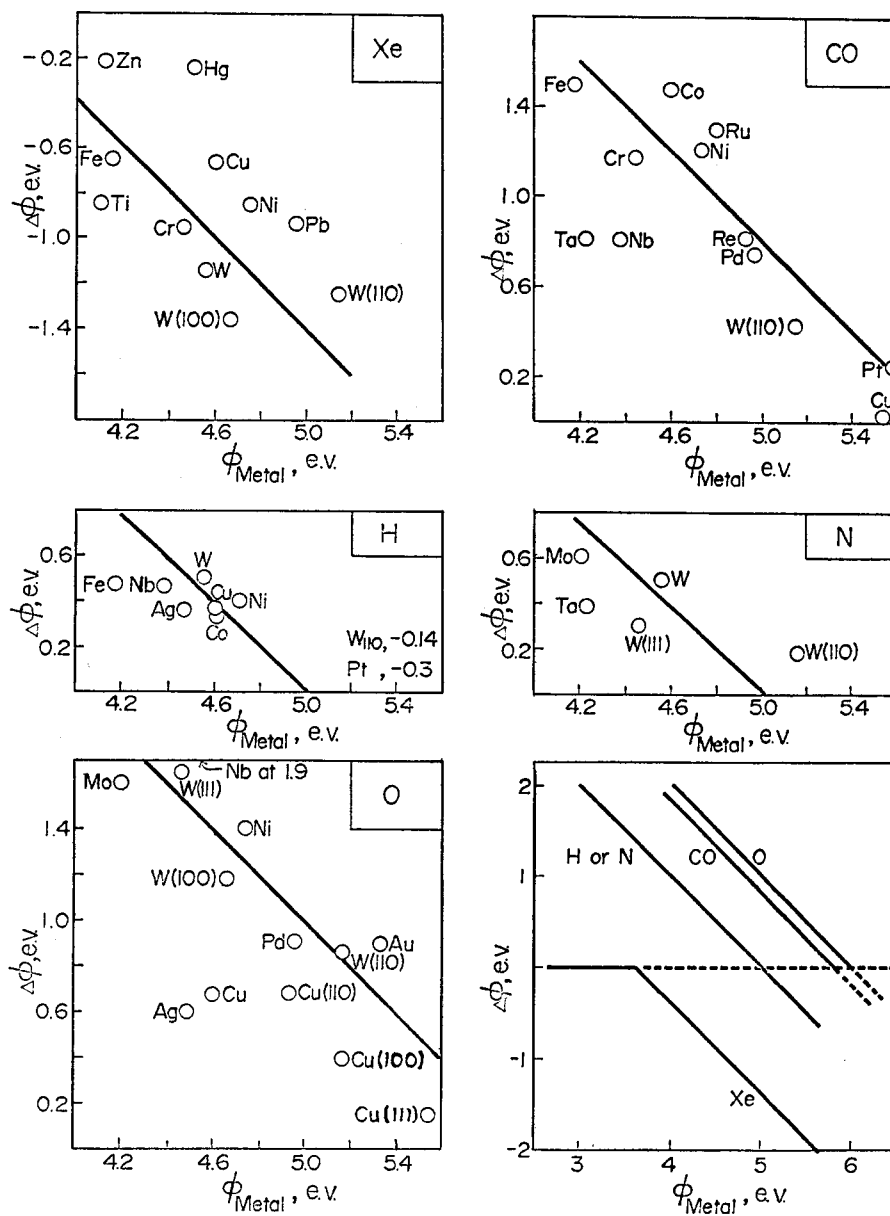 Xe
Δϕ, e.v.
-0.2
-0.6
-1.0
-1.4
Zn
Hg
Fe
Cu
Ti
Ni
Pb
Cr
W
W(110)
W(100)
4.2 4.6 5.0 5.4
ϕMetal, e.v.
CO
Δϕ, e.v.
1.4
1.0
0.6
0.2
Fe
Co
Ru
Ni
Cr
Ta
Nb
Re
Pd
W(110)
Pt
Cu
4.2 4.6 5.0 5.4
ϕMetal, e.v.
H
Δϕ, e.v.
0.6
0.2
W
Fe
Nb
Cu
Ni
Ag
Co
W110, -0.14
Pt , -0.3
4.2 4.6 5.0 5.4
ϕMetal, e.v.
N
Δϕ, e.v.
0.6
0.2
Mo
W
Ta
W(111)
W(110)
4.2 4.6 5.0 5.4
ϕMetal, e.v.
O
Δϕ, e.v.
1.4
1.0
0.6
0.2
Nb at 1.9
Mo
W(111)
Ni
W(100)
Pd
Au
W(110)
Cu
Cu(110)
Ag
Cu(100)
Cu(111)
4.2 4.6 5.0 5.4
ϕMetal, e.v.
Δϕ, e.v.
2
1
0
-1
-2
H or N
CO
O
Xe
3 4 5 6
ϕMetal, e.v.